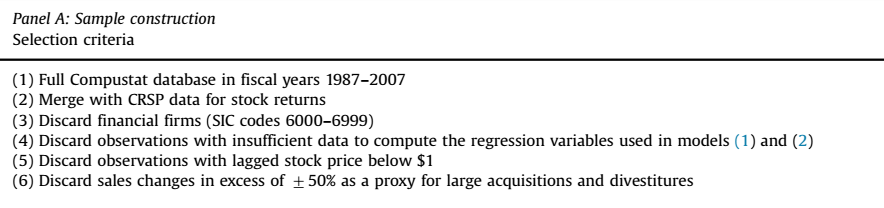 Panel A: Sample construction
Selection criteria
(1) Full Compustat database in fiscal years 1987–2007
(2) Merge with CRSP data for stock returns
(3) Discard financial firms (SIC codes 6000–6999)
(4) Discard observations with insufficient data to compute the regression variables used in models (1) and (2)
(5) Discard observations with lagged stock price below $1
(6) Discard sales changes in excess of ±50% as a proxy for large acquisitions and divestitures